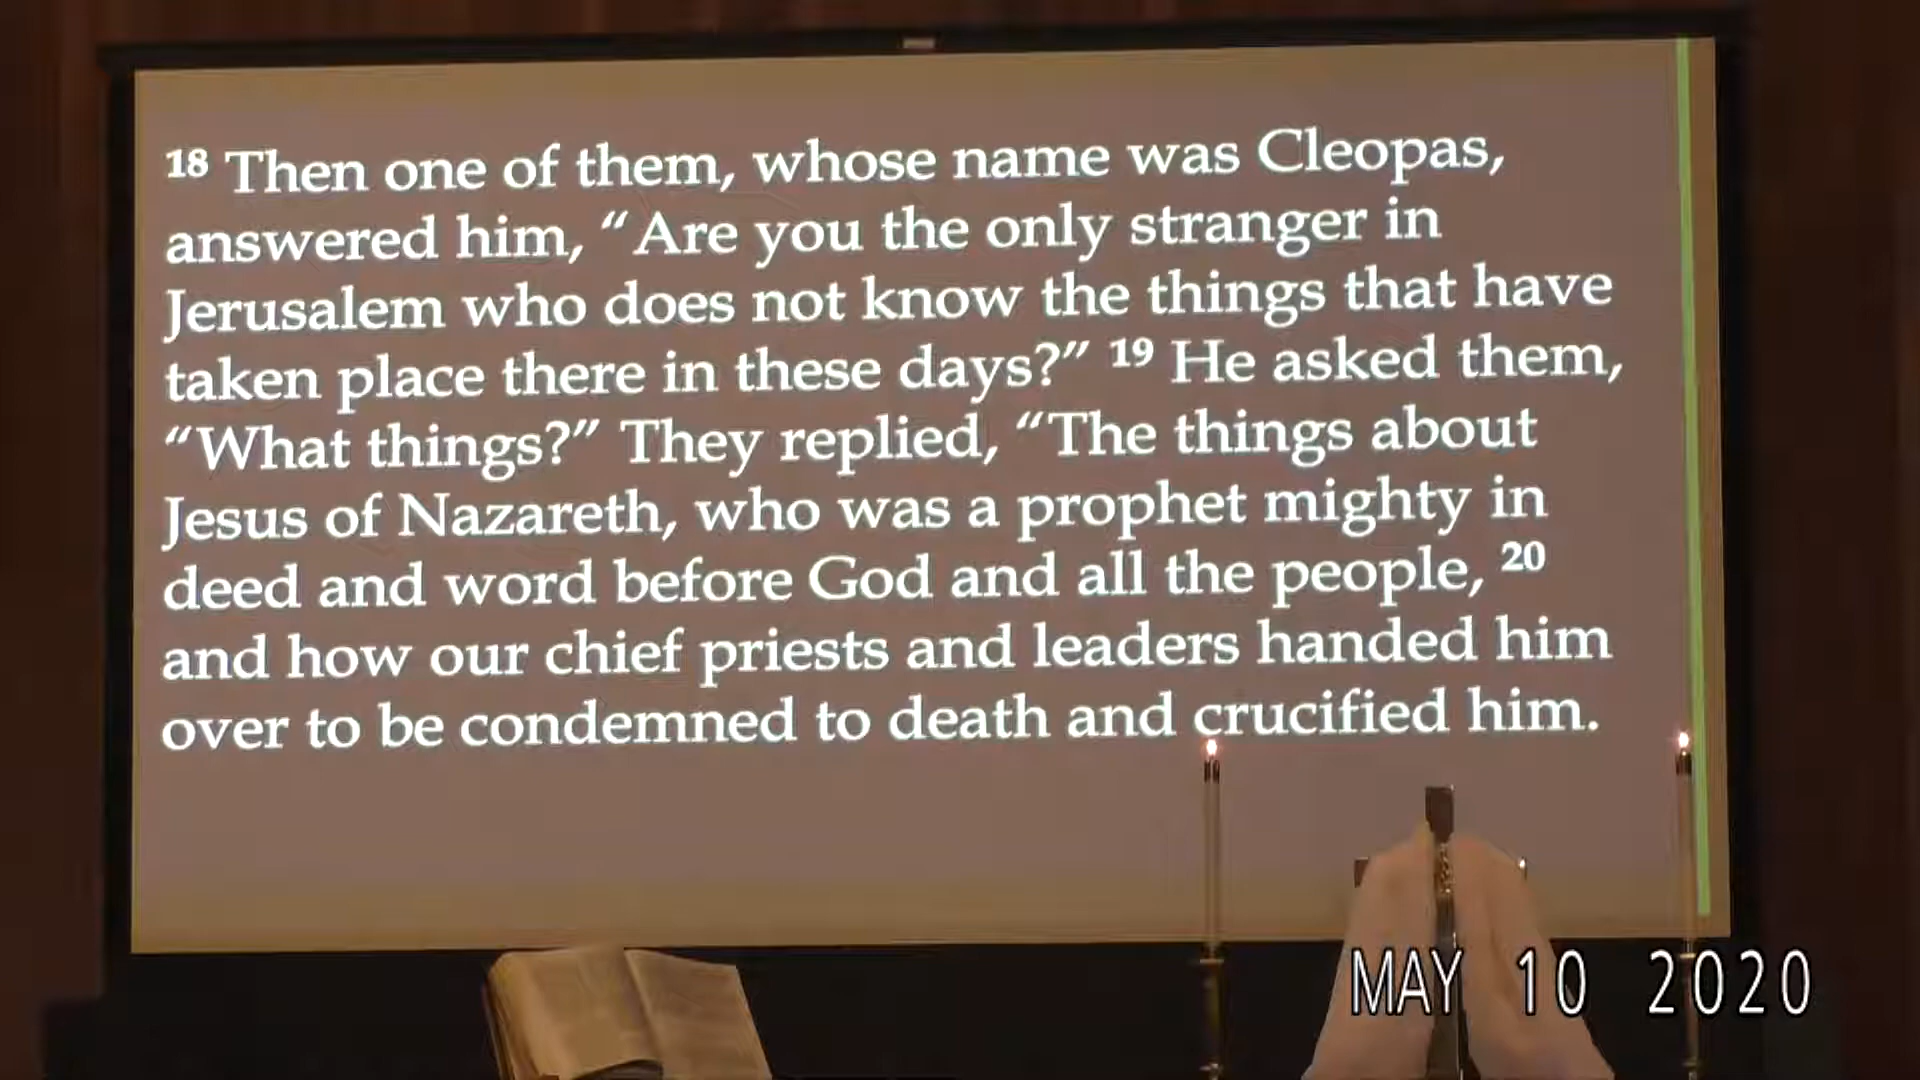 18 Then one of them, whose name was Cleopas,
answered him, “Are you the only stranger in
Jerusalem who does not know the things that have
taken place there in these days?” 19 He asked them,
“What things?” They replied, “The things about
Jesus of Nazareth, who was a prophet mighty in
deed and word before God and all the people, 20
and how our chief priests and leaders handed him
over to be condemned to death and crucified him.
MAY 10 2020